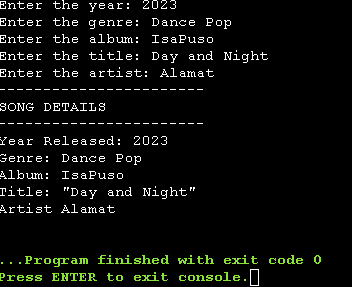 Enter the year: 2023
Enter the genre: Dance Pop
Enter the album: IsaPuso
Enter the title: Day and Night
Enter the artist: Alamat
------------------------
SONG DETAILS
------------------------
Year Released: 2023
Genre: Dance Pop
Album: IsaPuso
Title: "Day and Night"
Artist Alamat
...Program finished with exit code 0
Press ENTER to exit console.